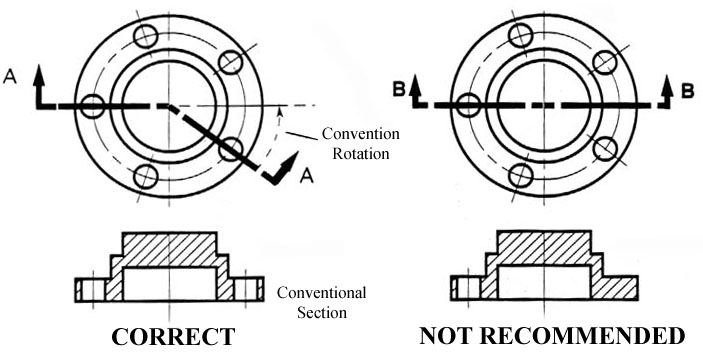 A
Convention
Rotation
A
B
B
Conventional
Section
CORRECT
NOT RECOMMENDED